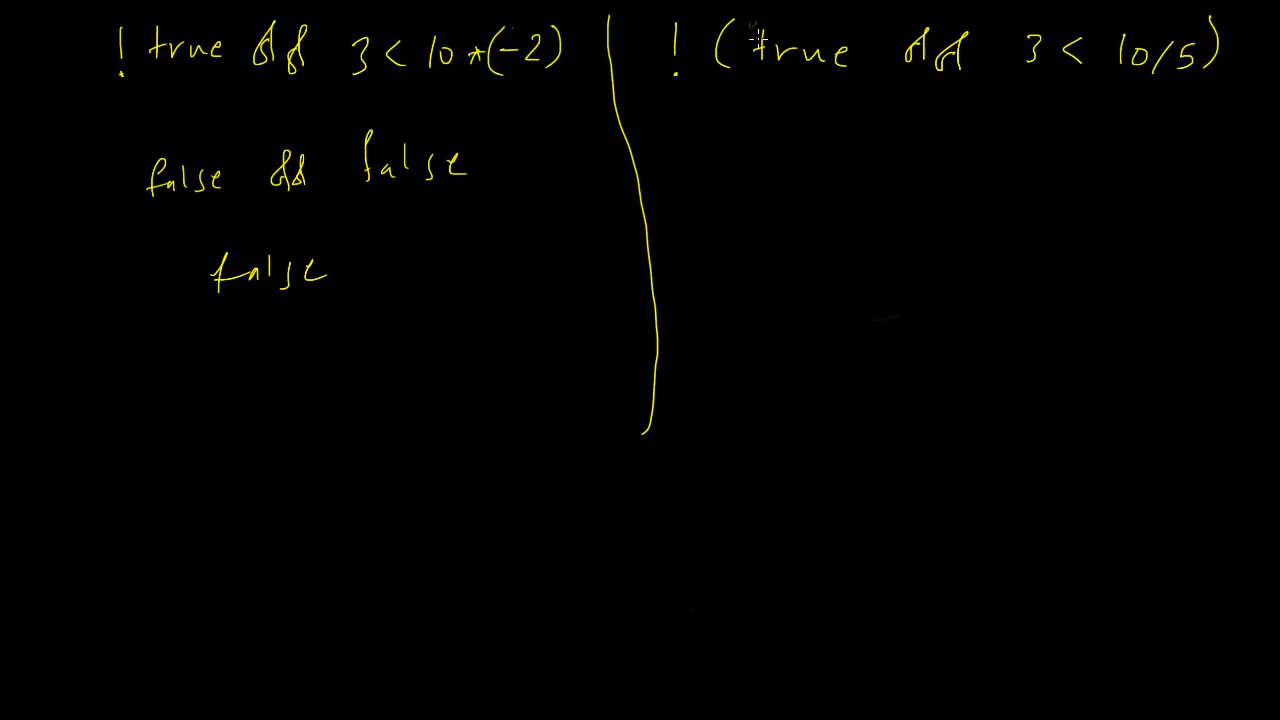 ! true && 3 < 10 * (-2)
false && false
false
! (true && 3 < 10/5)